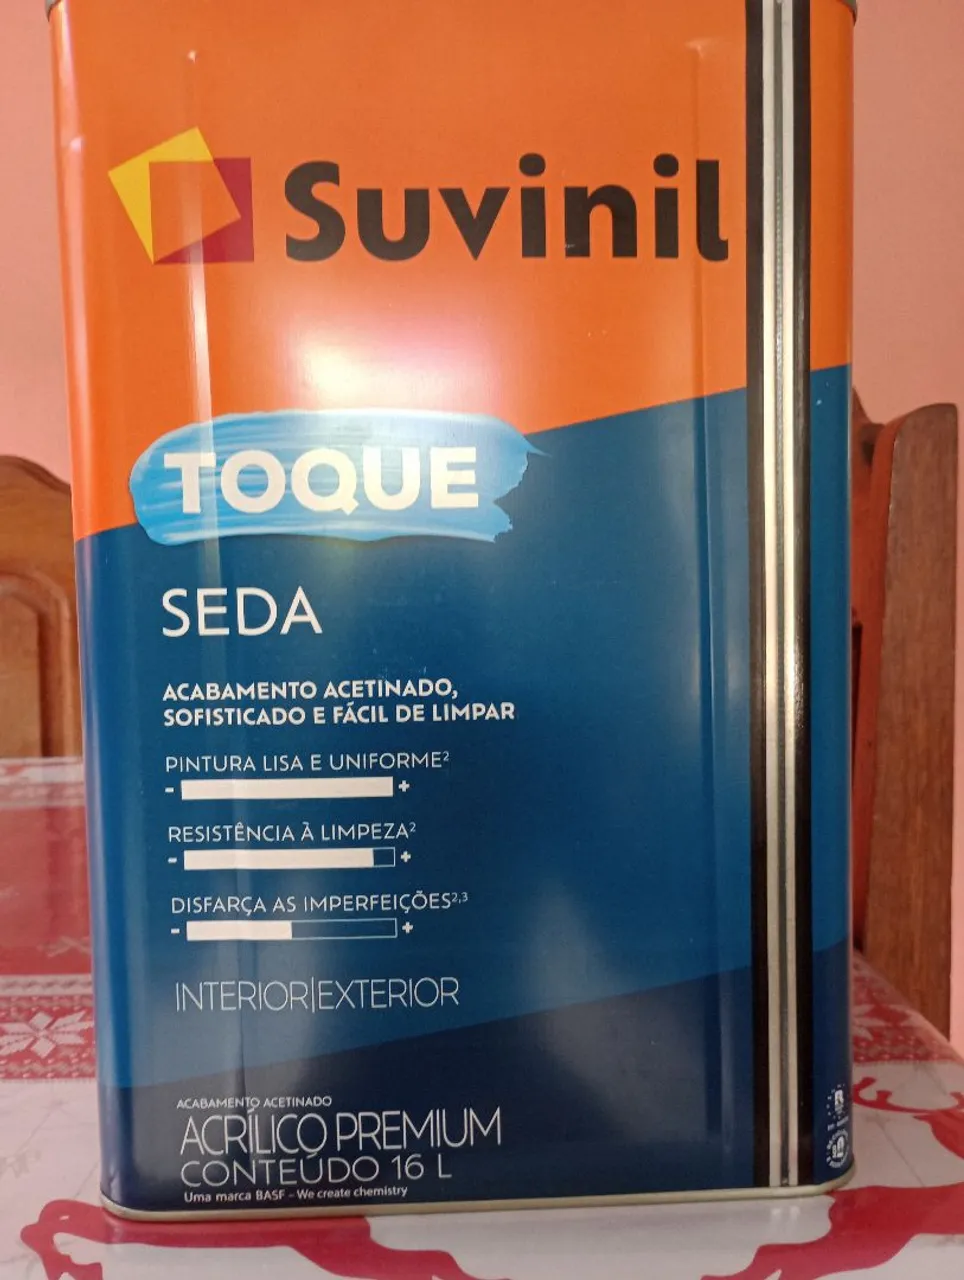 Suvinil
TOQUE
SEDA
ACABAMENTO ACETINADO,
SOFISTICADO E FÁCIL DE LIMPAR
PINTURA LISA E UNIFORME²
- +
RESISTÊNCIA À LIMPEZA²
- +
DISFARÇA AS IMPERFEIÇÕES²,³
- +
INTERIOR|EXTERIOR
ACABAMENTO ACETINADO
ACRÍLICO PREMIUM
CONTEÚDO 16 L
Uma marca BASF - We create chemistry